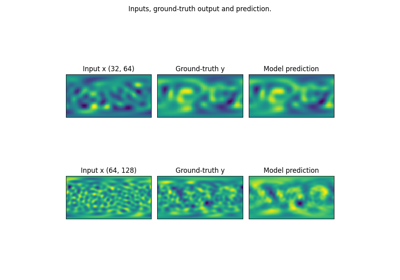 Inputs, ground-truth output and prediction.
Input x (32, 64) Ground-truth y Model prediction
Input x (64, 128) Ground-truth y Model prediction